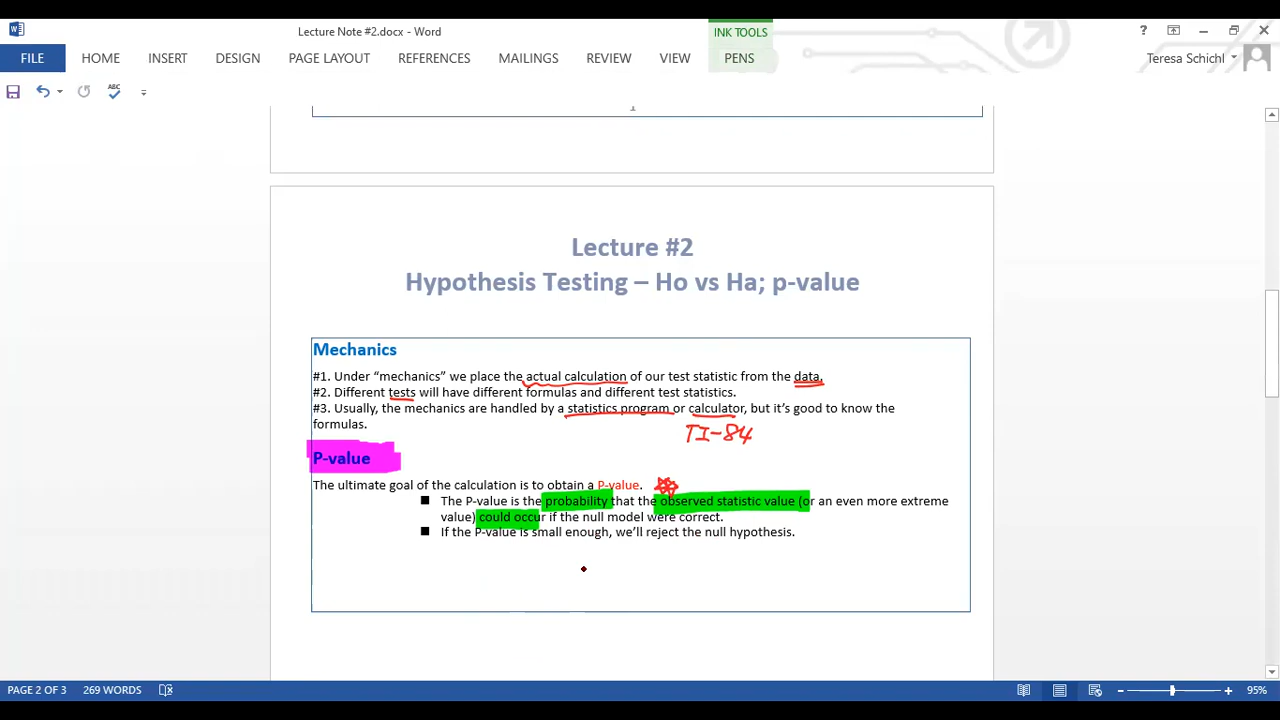 Lecture Note #2.docx - Word
INK TOOLS
?
FILE HOME INSERT DESIGN PAGE LAYOUT REFERENCES MAILINGS REVIEW VIEW PENS
Teresa Schichl
ABC
Lecture #2
Hypothesis Testing – Ho vs Ha; p-value
Mechanics
#1. Under “mechanics” we place the actual calculation of our test statistic from the data.
#2. Different tests will have different formulas and different test statistics.
#3. Usually, the mechanics are handled by a statistics program or calculator, but it’s good to know the
formulas.
TI-84
P-value
The ultimate goal of the calculation is to obtain a P-value.
■ The P-value is the probability that the observed statistic value (or an even more extreme
value) could occur if the null model were correct.
■ If the P-value is small enough, we’ll reject the null hypothesis.
PAGE 2 OF 3 269 WORDS
95%